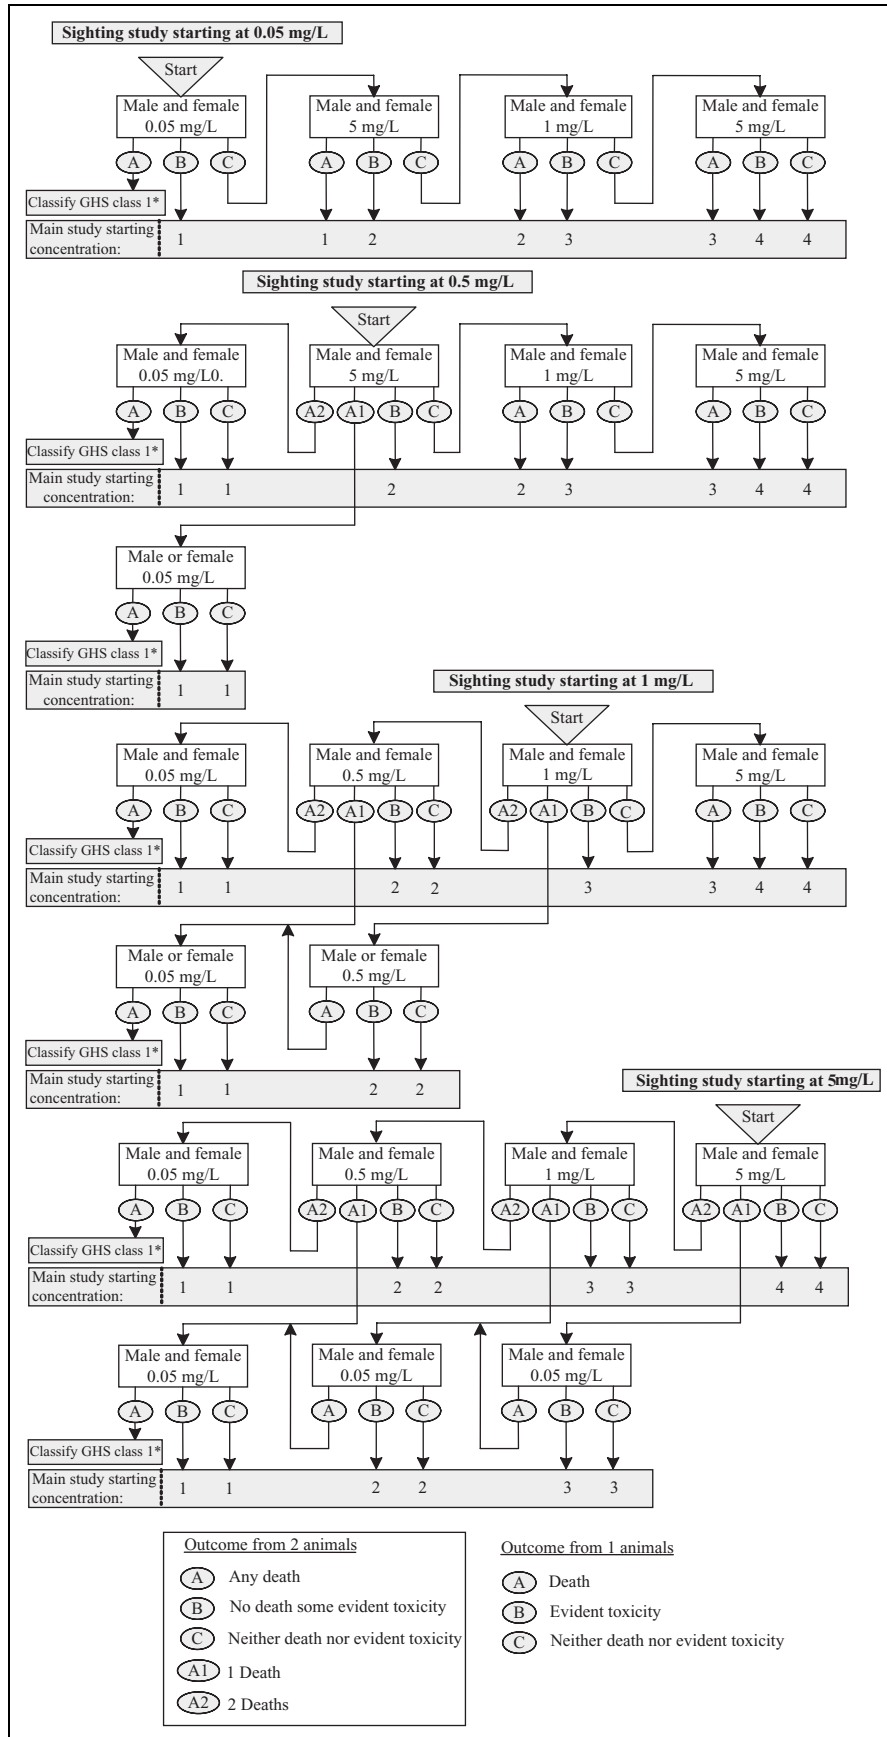 Sighting study starting at 0.05 mg/L
Start
Male and female
0.05 mg/L
Male and female
5 mg/L
Male and female
1 mg/L
Male and female
5 mg/L
A B C A B C A B C A B C
Classify GHS class 1*
Main study starting
concentration:
1 1 2 2 3 3 4 4
Sighting study starting at 0.5 mg/L
Start
Male and female
0.05 mg/L0.
Male and female
5 mg/L
Male and female
1 mg/L
Male and female
5 mg/L
A B C A2 A1 B C A B C A B C
Classify GHS class 1*
Main study starting
concentration:
1 1 2 2 3 3 4 4
Male or female
0.05 mg/L
A B C
Classify GHS class 1*
Main study starting
concentration:
1 1
Sighting study starting at 1 mg/L
Start
Male and female
0.05 mg/L
Male and female
0.5 mg/L
Male and female
1 mg/L
Male and female
5 mg/L
A B C A2 A1 B C A2 A1 B C A B C
Classify GHS class 1*
Main study starting
concentration:
1 1 2 2 3 3 4 4
Male or female
0.05 mg/L
Male or female
0.5 mg/L
A B C A B C
Classify GHS class 1*
Main study starting
concentration:
1 1 2 2
Sighting study starting at 5mg/L
Start
Male and female
0.05 mg/L
Male and female
0.5 mg/L
Male and female
1 mg/L
Male and female
5 mg/L
A B C A2 A1 B C A2 A1 B C A2 A1 B C
Classify GHS class 1*
Main study starting
concentration:
1 1 2 2 3 3 4 4
Male and female
0.05 mg/L
Male and female
0.05 mg/L
Male and female
0.05 mg/L
A B C A B C A B C
Classify GHS class 1*
Main study starting
concentration:
1 1 2 2 3 3
Outcome from 2 animals
A Any death
B No death some evident toxicity
C Neither death nor evident toxicity
A1 1 Death
A2 2 Deaths
Outcome from 1 animals
A Death
B Evident toxicity
C Neither death nor evident toxicity